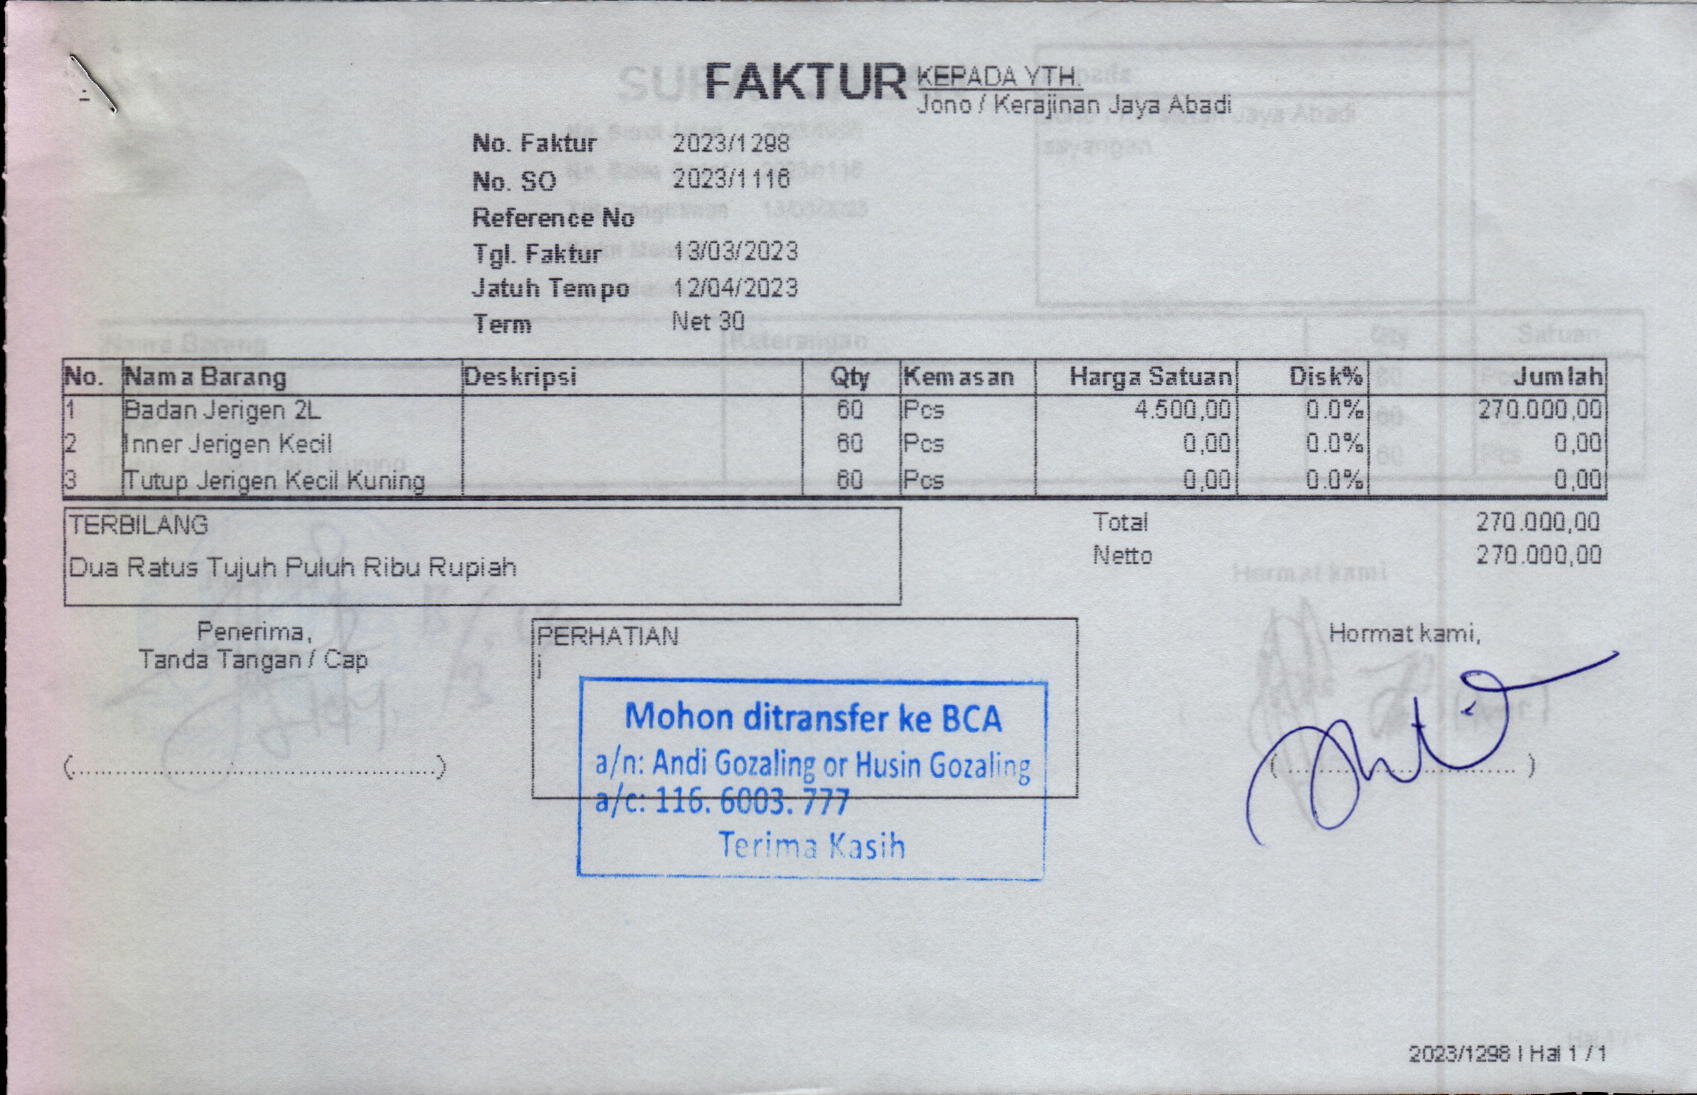 FAKTUR
KEPADA YTH.
Jono / Kerajinan Jaya Abadi
No. Faktur 2023/1298
No. SO 2023/1116
Reference No
Tgl. Faktur 13/03/2023
Jatuh Tempo 12/04/2023
Term Net 30
No. Nama Barang Deskripsi Qty Kemasan Harga Satuan Disk% Jumlah
1 Badan Jerigen 2L 60 Pcs 4.500,00 0.0% 270.000,00
2 Inner Jerigen Kecil 60 Pcs 0,00 0.0% 0,00
3 Tutup Jerigen Kecil Kuning 60 Pcs 0,00 0.0% 0,00
TERBILANG
Dua Ratus Tujuh Puluh Ribu Rupiah
Total 270.000,00
Netto 270.000,00
Penerima,
Tanda Tangan / Cap
(..........................................)
PERHATIAN
j
Mohon ditransfer ke BCA
a/n: Andi Gozaling or Husin Gozaling
a/c: 116. 6003. 777
Terima Kasih
Hormat kami,
(..........................)
2023/1298 | Hal 1 / 1